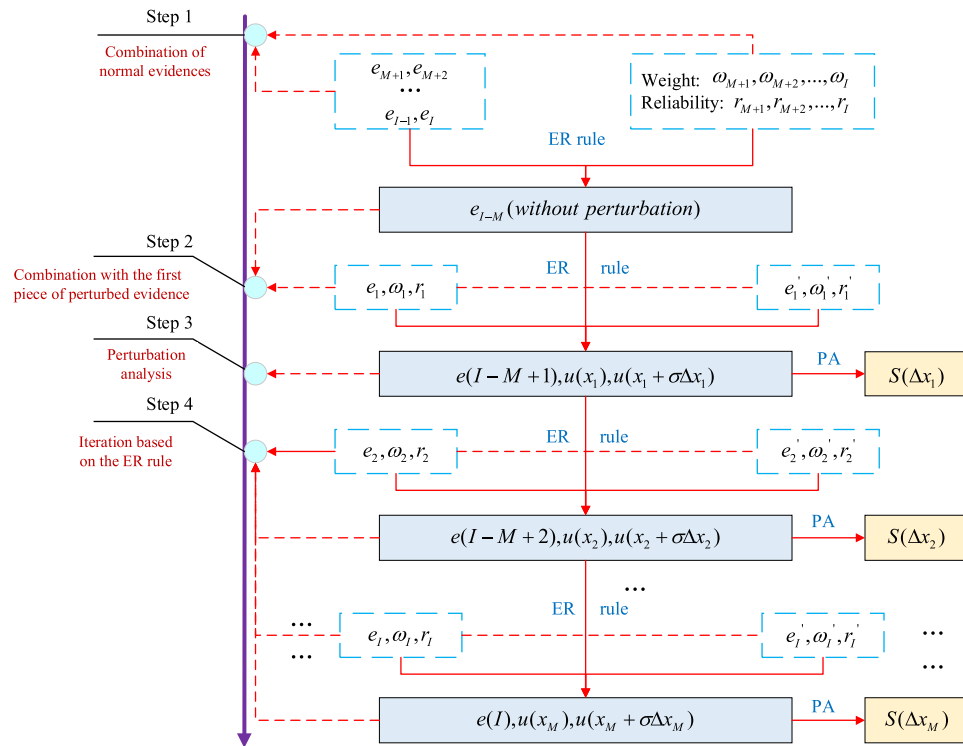 Step 1
Combination of
normal evidences
e_{M+1}, e_{M+2}
...
e_{I-1}, e_I
Weight: ω_{M+1}, ω_{M+2}, ..., ω_I
Reliability: r_{M+1}, r_{M+2}, ..., r_I
ER rule
e_{I-M} (without perturbation)
Step 2
Combination with the first
piece of perturbed evidence
ER rule
e_1, ω_1, r_1
e_1', ω_1', r_1'
Step 3
Perturbation
analysis
e(I-M+1), u(x_1), u(x_1+σΔx_1)
PA
S(Δx_1)
Step 4
Iteration based
on the ER rule
ER rule
e_2, ω_2, r_2
e_2', ω_2', r_2'
e(I-M+2), u(x_2), u(x_2+σΔx_2)
PA
S(Δx_2)
...
ER rule
...
...
e_I, ω_I, r_I
e_I', ω_I', r_I'
...
...
e(I), u(x_M), u(x_M+σΔx_M)
PA
S(Δx_M)